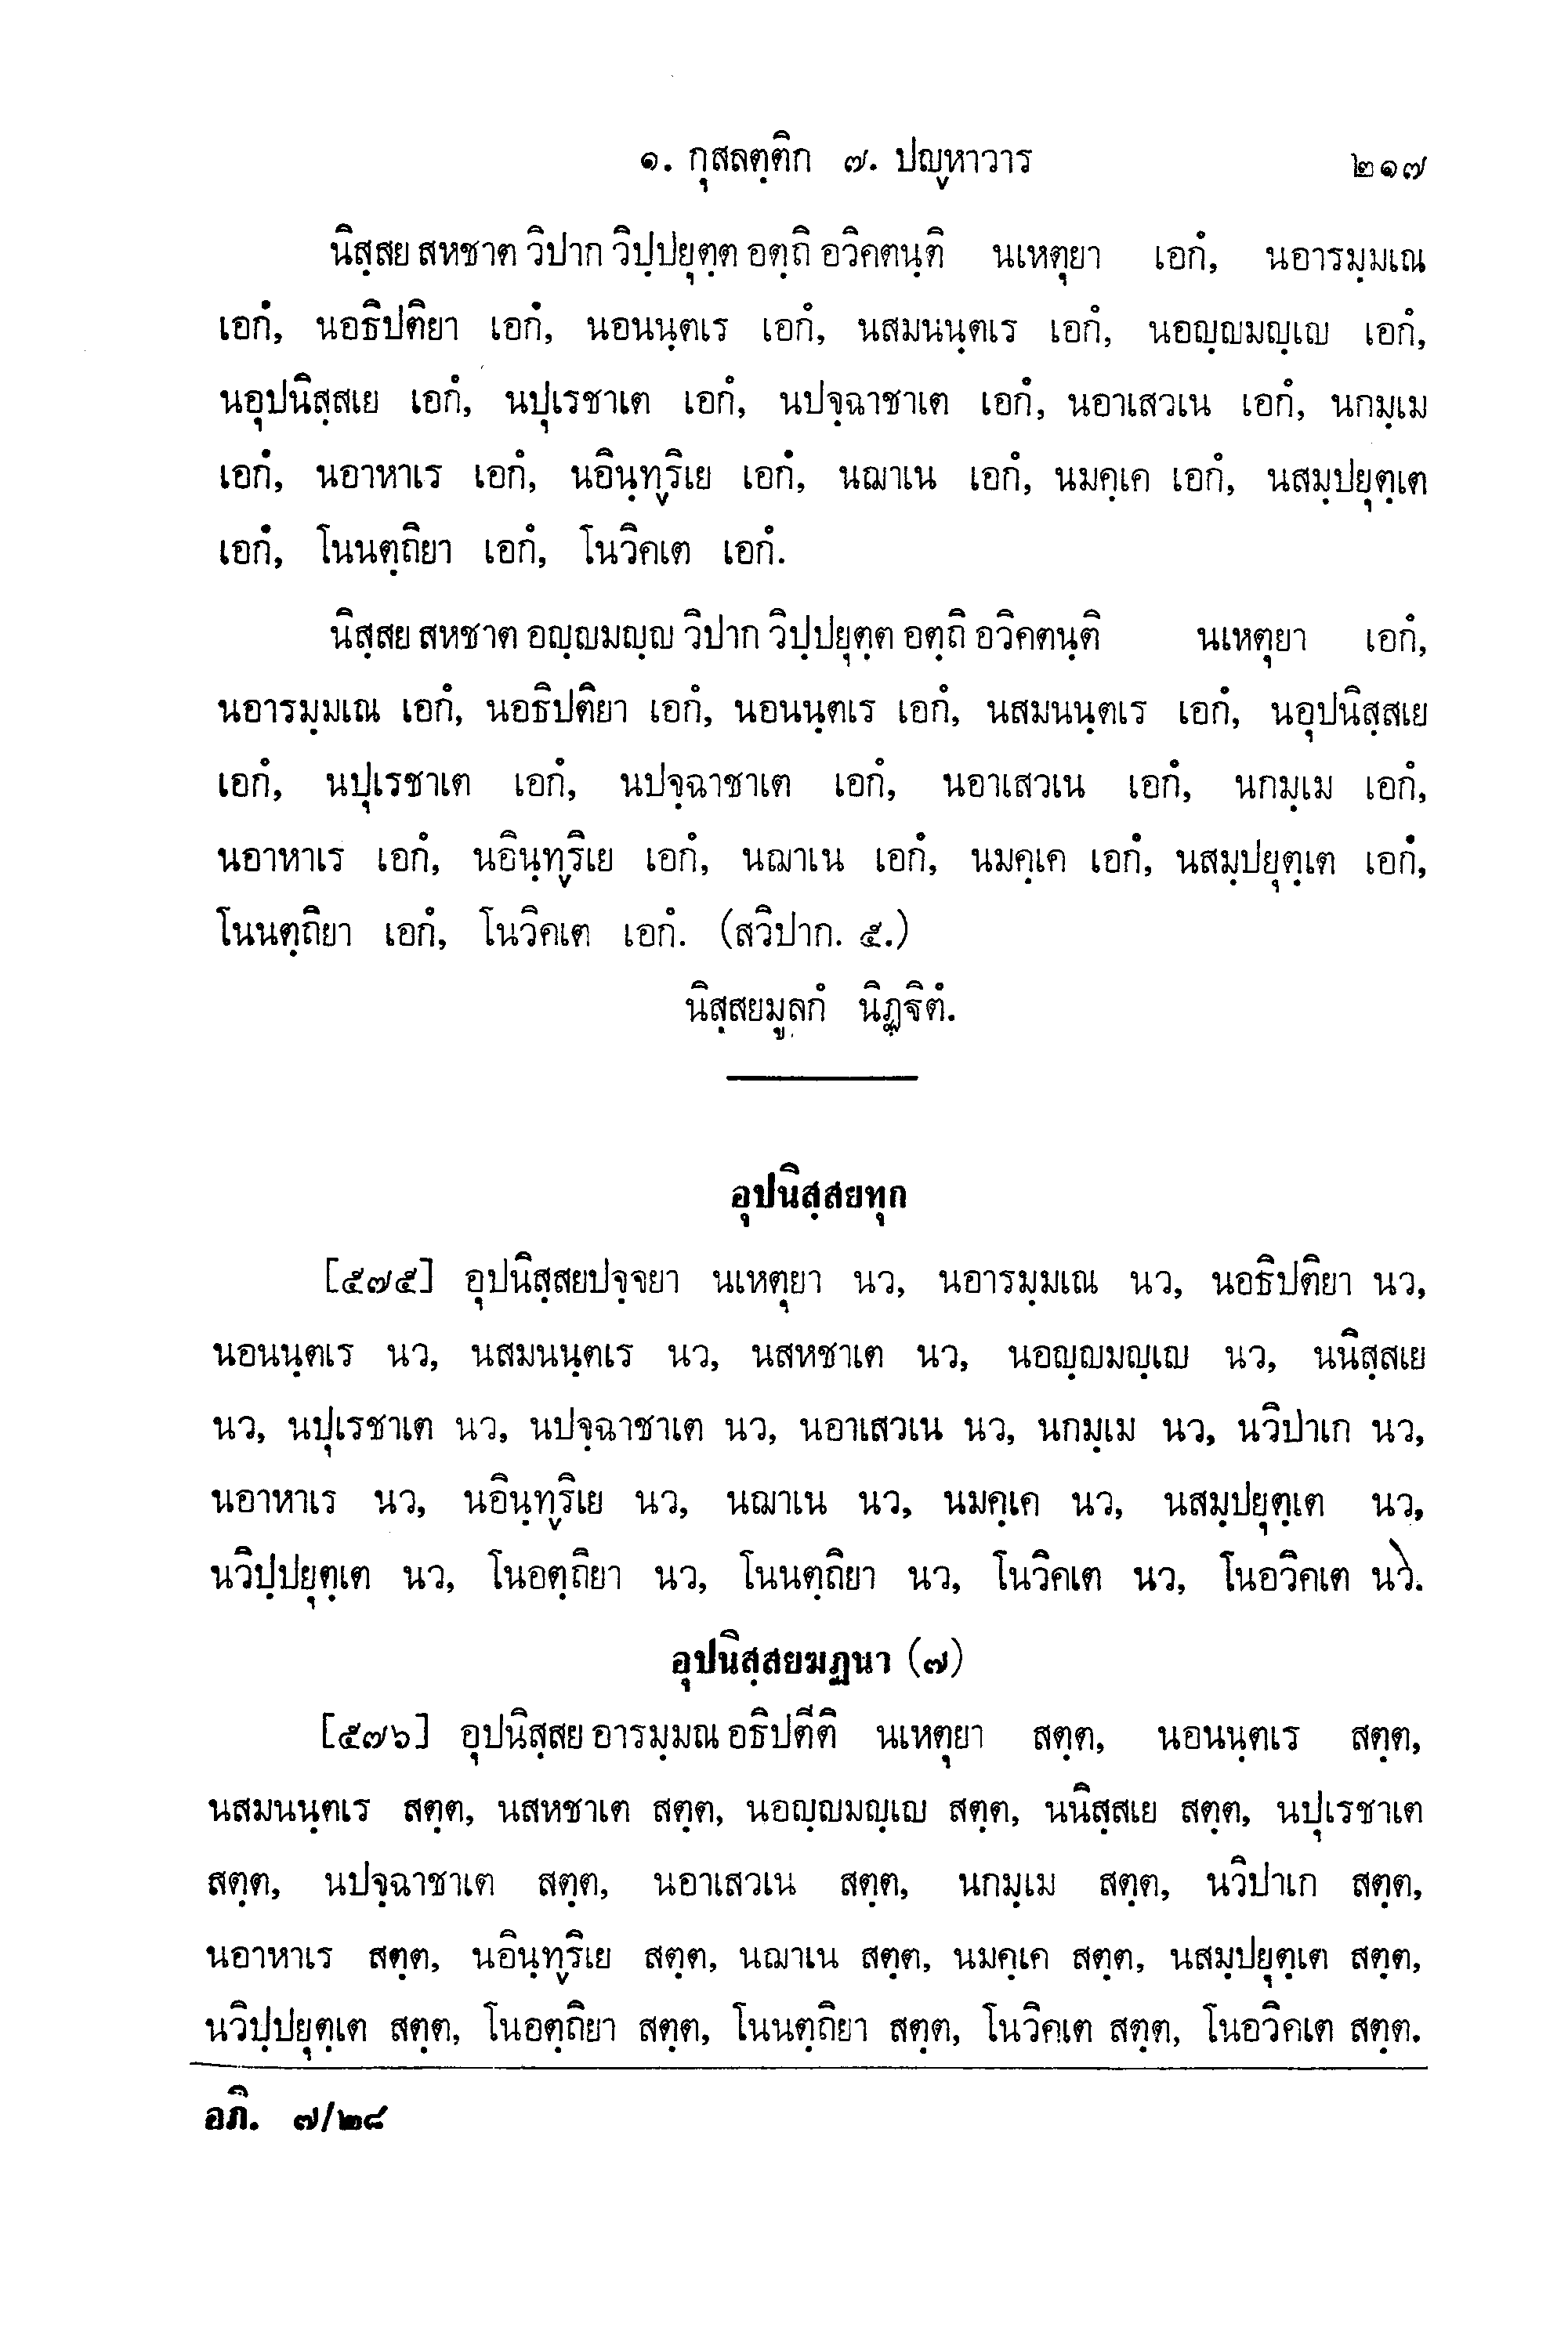 ๑. กุสลตฺติก ๗. ปญฺหาวาร ๒๑๗
นิสฺสย สหชาต วิปาก วิปฺปยุตฺต อตฺถิ อวิคตนฺติ นเหตุยา เอกํ, นอารมฺมเณ
เอกํ, นอธิปติยา เอกํ, นอนนฺตเร เอกํ, นสมนนฺตเร เอกํ, นอญฺญมญฺเญ เอกํ,
นอุปนิสฺสเย เอกํ, นปุเรชาเต เอกํ, นปจฺฉาชาเต เอกํ, นอาเสวเน เอกํ, นกมฺเม
เอกํ, นอาหาเร เอกํ, นอินฺทฺริเย เอกํ, นฌาเน เอกํ, นมคฺเค เอกํ, นสมฺปยุตฺเต
เอกํ, โนนตฺถิยา เอกํ, โนวิคเต เอกํ.
นิสฺสย สหชาต อญฺญมญฺญ วิปาก วิปฺปยุตฺต อตฺถิ อวิคตนฺติ นเหตุยา เอกํ,
นอารมฺมเณ เอกํ, นอธิปติยา เอกํ, นอนนฺตเร เอกํ, นสมนนฺตเร เอกํ, นอุปนิสฺสเย
เอกํ, นปุเรชาเต เอกํ, นปจฺฉาชาเต เอกํ, นอาเสวเน เอกํ, นกมฺเม เอกํ,
นอาหาเร เอกํ, นอินฺทฺริเย เอกํ, นฌาเน เอกํ, นมคฺเค เอกํ, นสมฺปยุตฺเต เอกํ,
โนนตฺถิยา เอกํ, โนวิคเต เอกํ. (สวิปาก. ๕.)
นิสฺสยมูลกํ นิฏฺฐิตํ.
อุปนิสฺสยทุก
[๕๗๕] อุปนิสฺสยปจฺจยา นเหตุยา นว, นอารมฺมเณ นว, นอธิปติยา นว,
นอนนฺตเร นว, นสมนนฺตเร นว, นสหชาเต นว, นอญฺญมญฺเญ นว, นนิสฺสเย
นว, นปุเรชาเต นว, นปจฺฉาชาเต นว, นอาเสวเน นว, นกมฺเม นว, นวิปาเก นว,
นอาหาเร นว, นอินฺทฺริเย นว, นฌาเน นว, นมคฺเค นว, นสมฺปยุตฺเต นว,
นวิปฺปยุตฺเต นว, โนอตฺถิยา นว, โนนตฺถิยา นว, โนวิคเต นว, โนอวิคเต นว.
อุปนิสฺสยฆฏนา (๗)
[๕๗๖] อุปนิสฺสย อารมฺมณ อธิปตีติ นเหตุยา สตฺต, นอนนฺตเร สตฺต,
นสมนนฺตเร สตฺต, นสหชาเต สตฺต, นอญฺญมญฺเญ สตฺต, นนิสฺสเย สตฺต, นปุเรชาเต
สตฺต, นปจฺฉาชาเต สตฺต, นอาเสวเน สตฺต, นกมฺเม สตฺต, นวิปาเก สตฺต,
นอาหาเร สตฺต, นอินฺทฺริเย สตฺต, นฌาเน สตฺต, นมคฺเค สตฺต, นสมฺปยุตฺเต สตฺต,
นวิปฺปยุตฺเต สตฺต, โนอตฺถิยา สตฺต, โนนตฺถิยา สตฺต, โนวิคเต สตฺต, โนอวิคเต สตฺต.
อภิ. ๗/๒๘